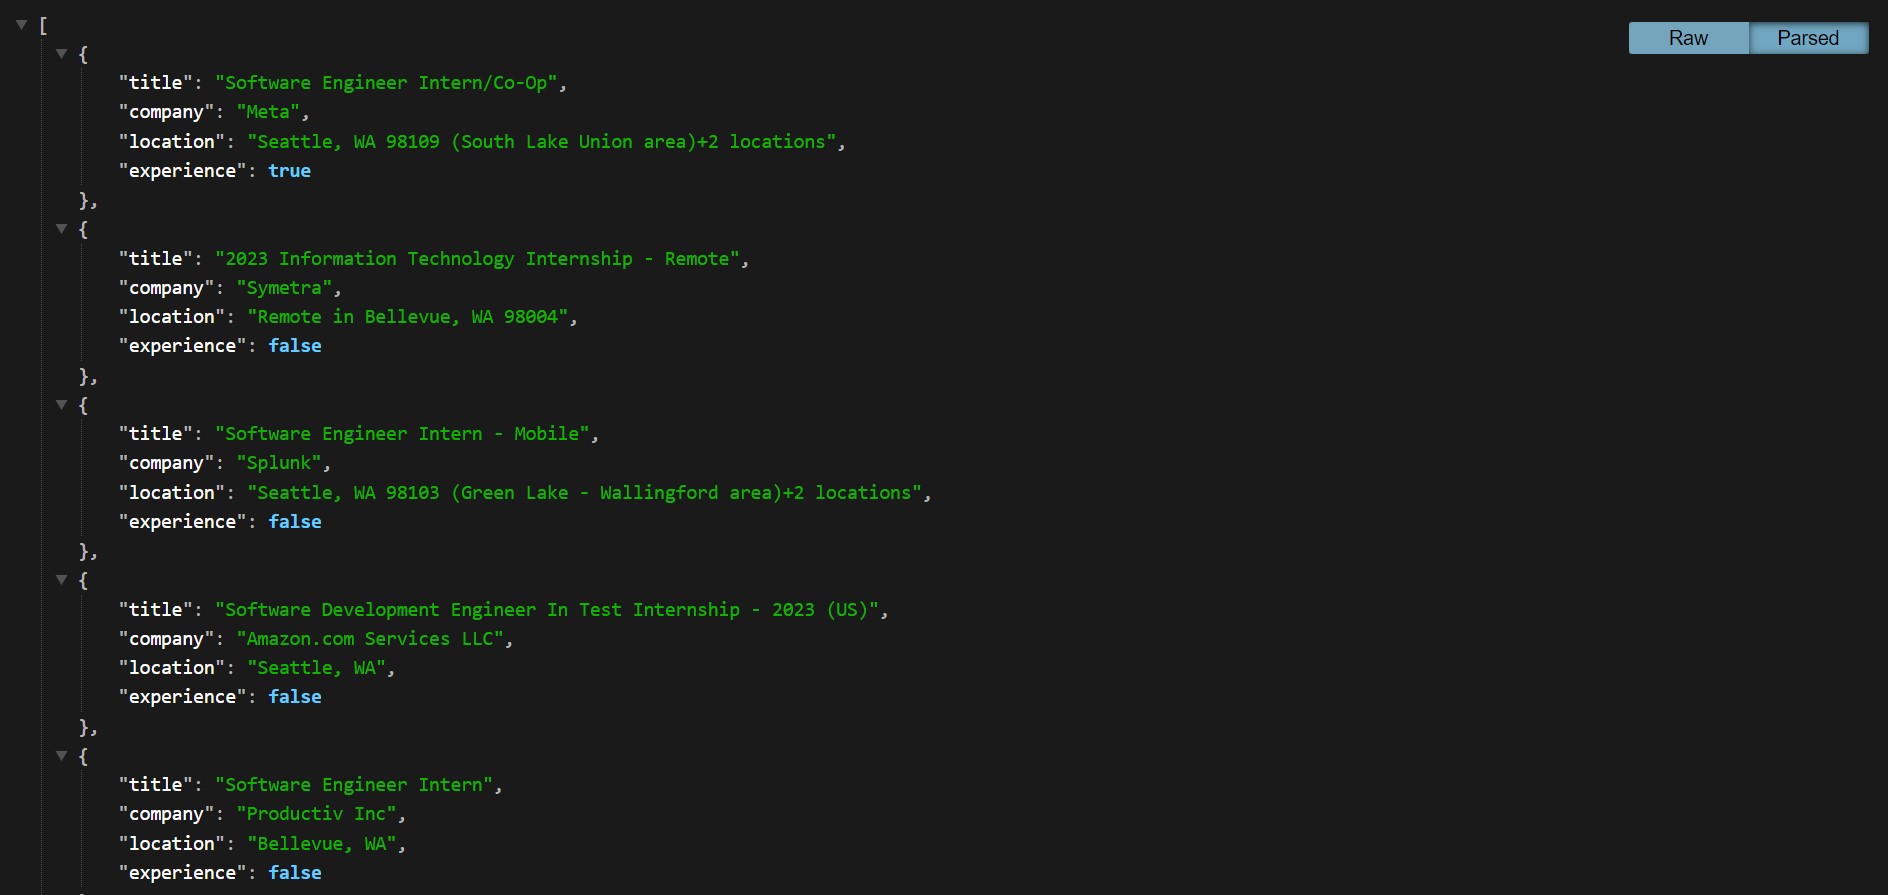 [
Raw Parsed
{
"title": "Software Engineer Intern/Co-Op",
"company": "Meta",
"location": "Seattle, WA 98109 (South Lake Union area)+2 locations",
"experience": true
},
{
"title": "2023 Information Technology Internship - Remote",
"company": "Symetra",
"location": "Remote in Bellevue, WA 98004",
"experience": false
},
{
"title": "Software Engineer Intern - Mobile",
"company": "Splunk",
"location": "Seattle, WA 98103 (Green Lake - Wallingford area)+2 locations",
"experience": false
},
{
"title": "Software Development Engineer In Test Internship - 2023 (US)",
"company": "Amazon.com Services LLC",
"location": "Seattle, WA",
"experience": false
},
{
"title": "Software Engineer Intern",
"company": "Productiv Inc",
"location": "Bellevue, WA",
"experience": false